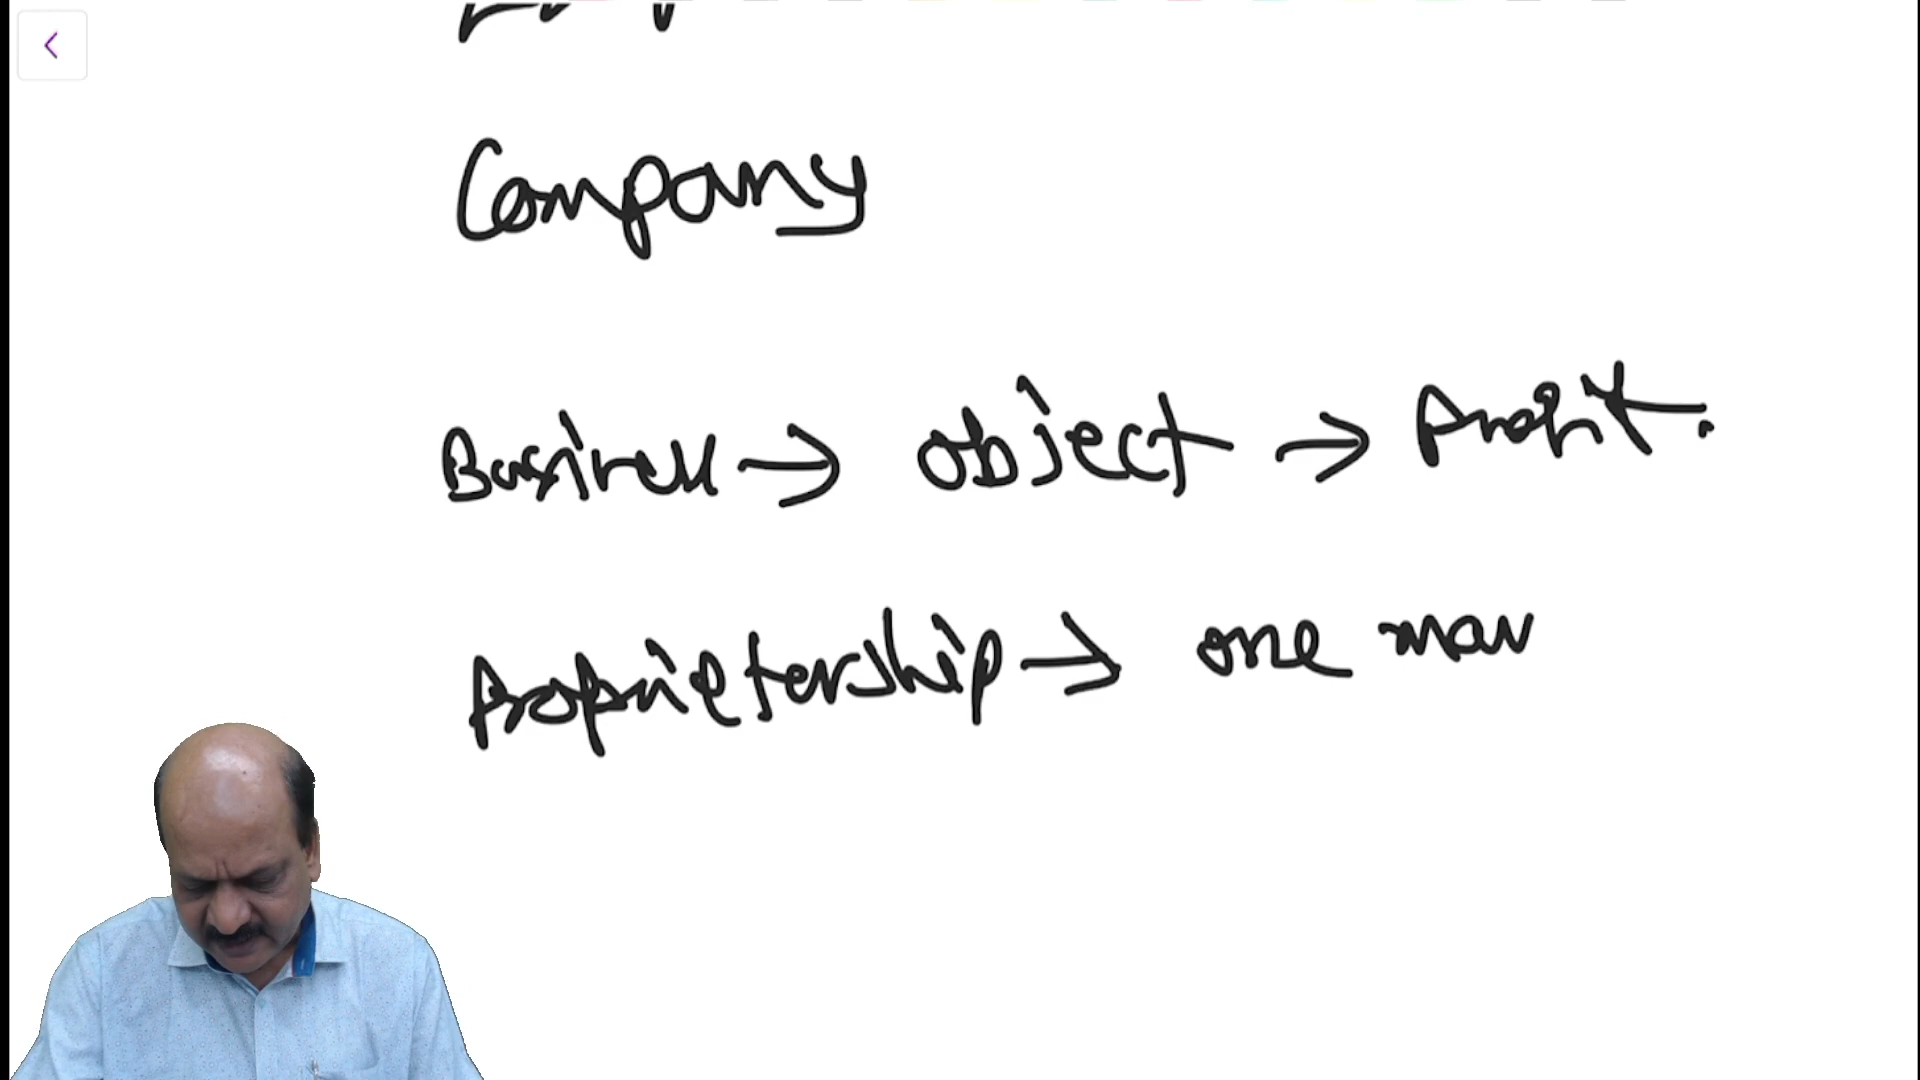 Company
Business → object → Profit.
Proprietership → one man